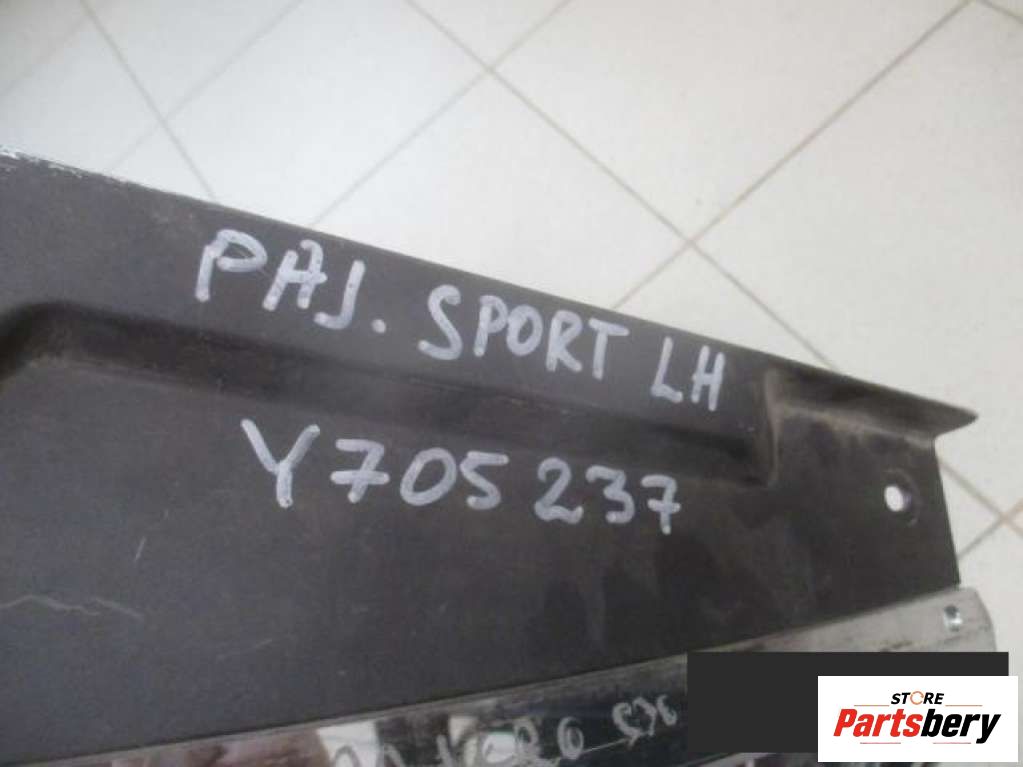 PAJ. SPORT LH
Y705237
STORE
Partsbery